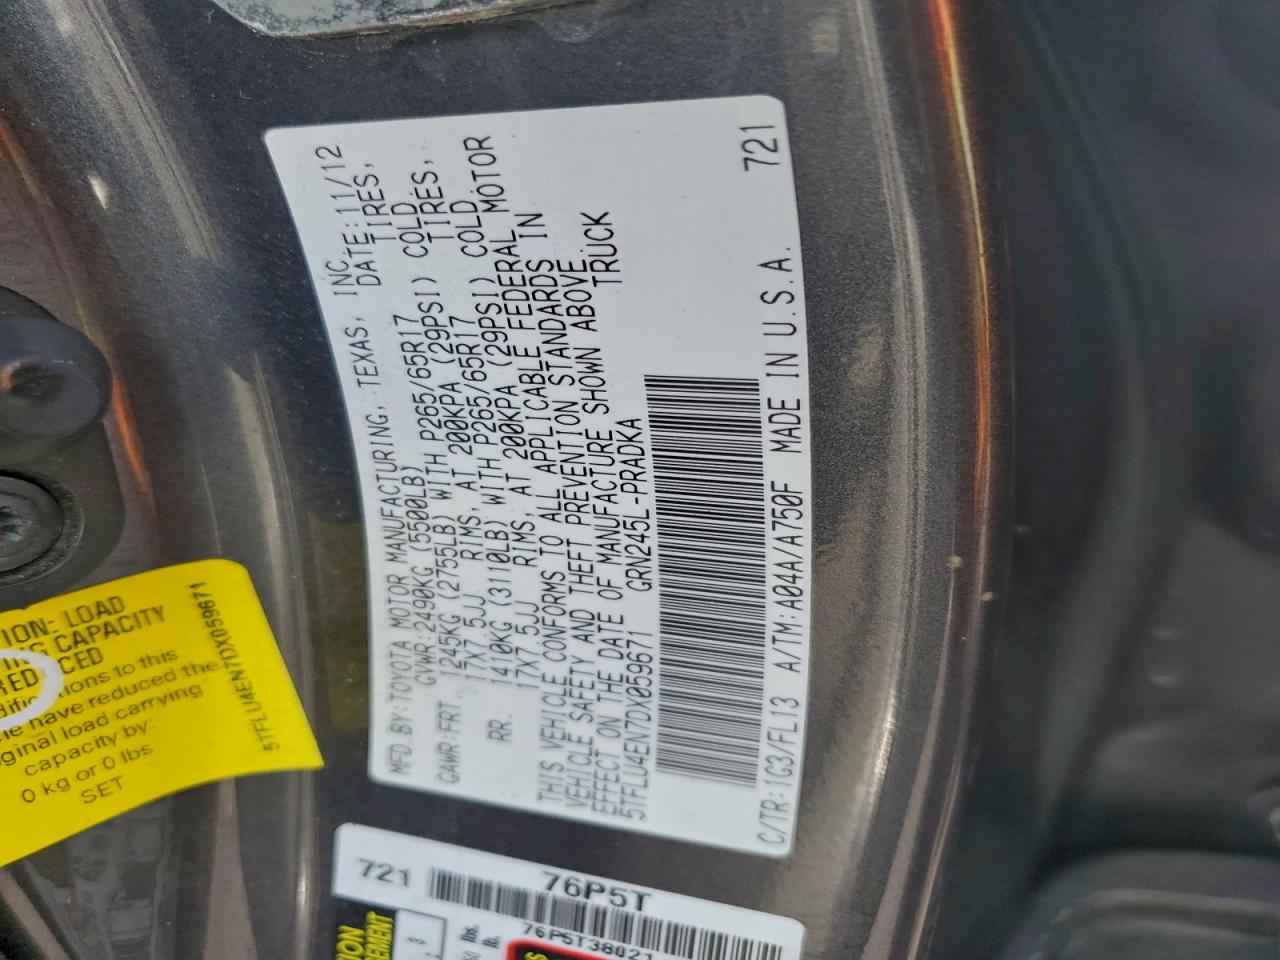 MFD BY:TOYOTA MOTOR MANUFACTURING, TEXAS, INC.
GVWR:2490KG (5500LB) DATE:11/12
GAWR:FRT 1245KG (2755LB) WITH P265/65R17 TIRES,
17X7.5JJ RIMS, AT 200KPA (29PSI) COLD
RR. 1410KG (3110LB) WITH P265/65R17 TIRES,
17X7.5JJ RIMS, AT 200KPA (29PSI) COLD
THIS VEHICLE CONFORMS TO ALL APPLICABLE FEDERAL MOTOR
VEHICLE SAFETY AND THEFT PREVENTION STANDARDS IN
EFFECT ON THE DATE OF MANUFACTURE SHOWN ABOVE.
5TFLU4EN7DX059671 GRN245L-PRADKA TRUCK
C/TR:1G3/FL13 A/TM:A04A/A750F MADE IN U.S.A.
721
ION: LOAD
CAPACITY
to this
have reduced the
load carrying
capacity by:
0 kg or 0 lbs
SET
5TFLU4EN7DX059671
721 76P5T
76P5T38021